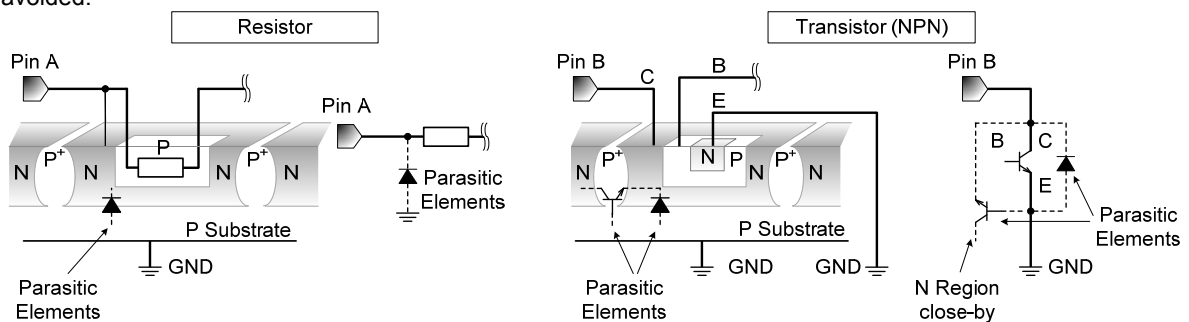 avoided.
Resistor
Transistor (NPN)
Pin A
Pin A
N
P+
N
P
N
P+
N
Parasitic
Elements
P Substrate
GND
Parasitic
Elements
Pin B
C
B
E
N
P+
N
N
P
P+
N
P Substrate
GND
GND
Parasitic
Elements
Pin B
B
C
E
Parasitic
Elements
GND
N Region
close-by